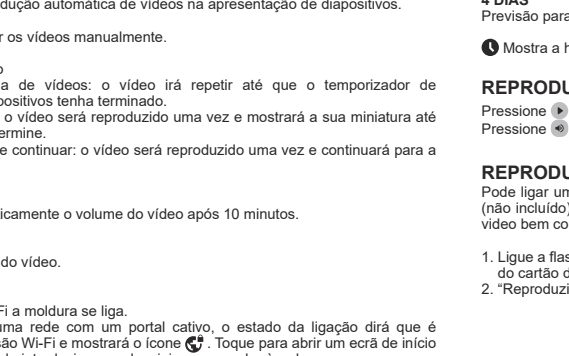 dução automática de vídeos na apresentação de diapositivos.
r os vídeos manualmente.
o
a de vídeos: o vídeo irá repetir até que o temporizador de
positivos tenha terminado.
o vídeo será reproduzido uma vez e mostrará a sua miniatura até
ermine.
e continuar: o vídeo será reproduzido uma vez e continuará para a
icamente o volume do vídeo após 10 minutos.
do vídeo.
Fi a moldura se liga.
uma rede com um portal cativo, o estado da ligação dirá que é
são Wi-Fi e mostrará o ícone . Toque para abrir um ecrã de início
4 DIAS
Previsão para
Mostra a h
REPRODU
Pressione
Pressione
REPRODU
Pode ligar um
(não incluído)
video bem co
1. Ligue a flas
do cartão d
2. “Reproduzi